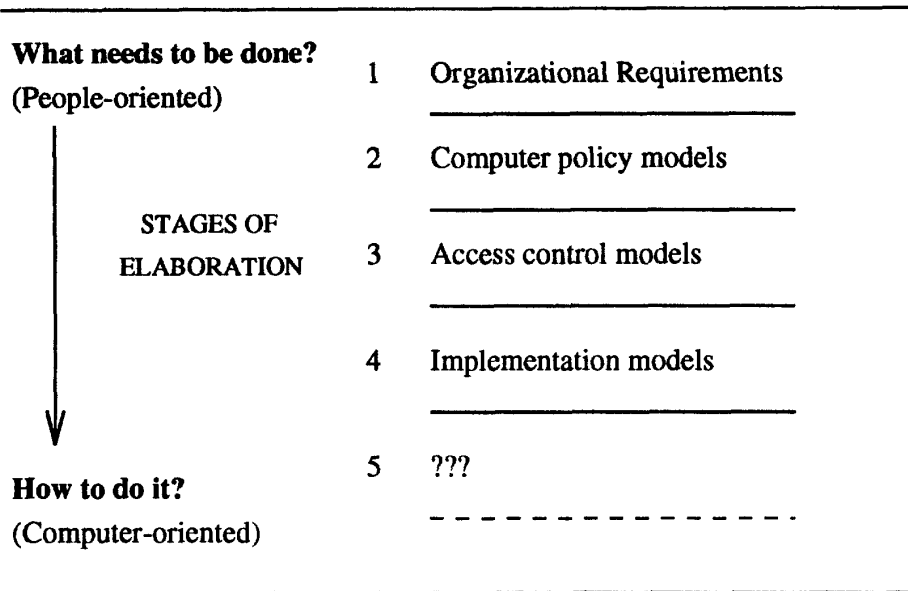 What needs to be done?
(People-oriented)
STAGES OF
ELABORATION
How to do it?
(Computer-oriented)
1 Organizational Requirements
2 Computer policy models
3 Access control models
4 Implementation models
5 ???